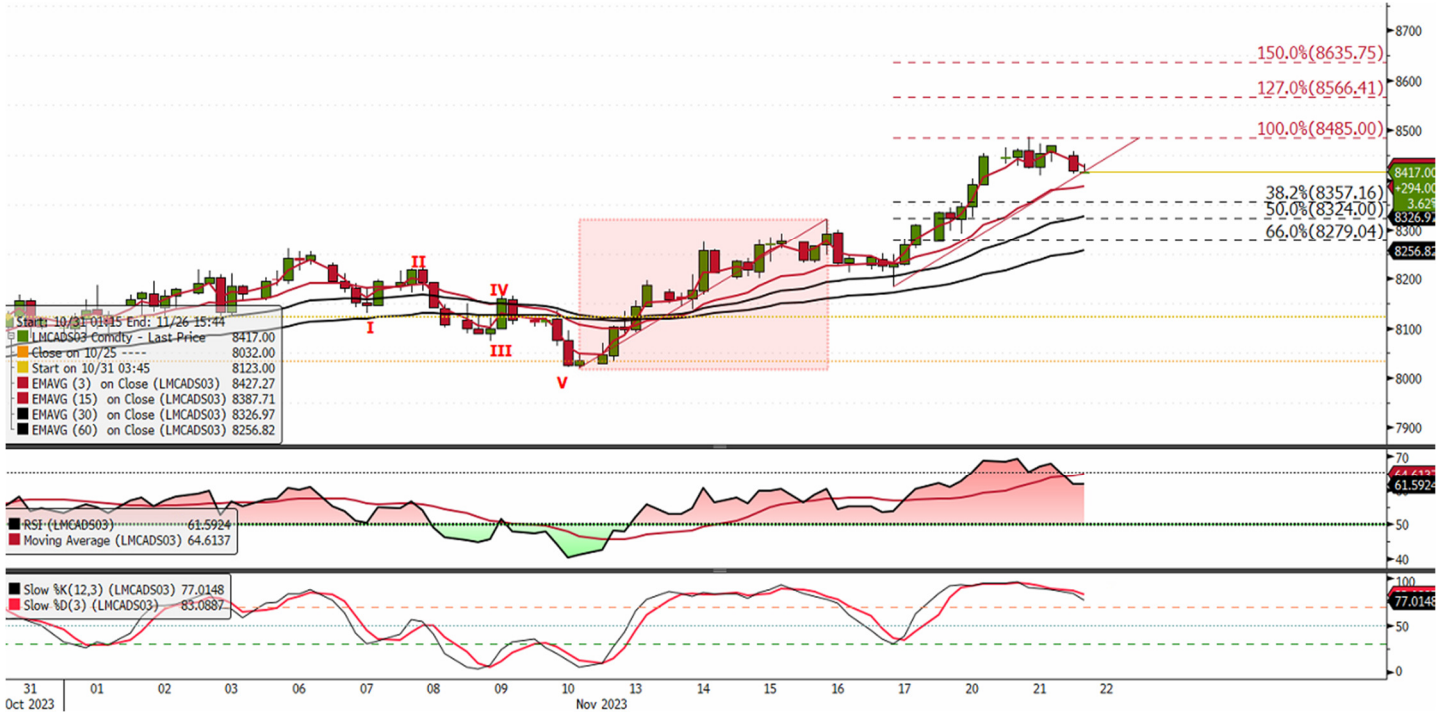 8700
150.0%(8635.75)
8600
127.0%(8566.41)
8500
100.0%(8485.00)
8417.00
+294.00
3.62%
38.2%(8357.16)
50.0%(8324.00)
8326.97
8300
66.0%(8279.04)
8256.82
8200
8100
8000
7900
I
II
III
IV
V
Start: 10/31 01:15 End: 11/26 15:44
LMCADS03 Comdty - Last Price 8417.00
Close on 10/25 ---- 8032.00
Start on 10/31 03:45 8123.00
EMAVG (3) on Close (LMCADS03) 8427.27
EMAVG (15) on Close (LMCADS03) 8387.71
EMAVG (30) on Close (LMCADS03) 8326.97
EMAVG (60) on Close (LMCADS03) 8256.82
70
64.6137
61.5924
50
40
RSI (LMCADS03) 61.5924
Moving Average (LMCADS03) 64.6137
Slow %K(12,3) (LMCADS03) 77.0148
Slow %D(3) (LMCADS03) 83.0887
100
77.0148
50
0
31 01 02 03 06 07 08 09 10 13 14 15 16 17 20 21 22
Oct 2023 Nov 2023